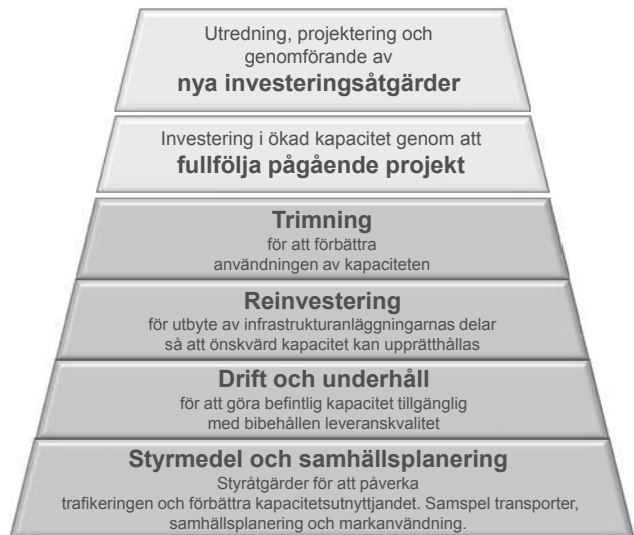 Utredning, projektering och
genomförande av
nya investeringsåtgärder
Investering i ökad kapacitet genom att
fullfölja pågående projekt
Trimning
för att förbättra
användningen av kapaciteten
Reinvestering
för utbyte av infrastrukturanläggningarnas delar
så att önskvärd kapacitet kan upprätthållas
Drift och underhåll
för att göra befintlig kapacitet tillgänglig
med bibehållen leveranskvalitet
Styrmedel och samhällsplanering
Styråtgärder för att påverka
trafikeringen och förbättra kapacitetsutnyttjandet. Samspel transporter,
samhällsplanering och markanvändning.